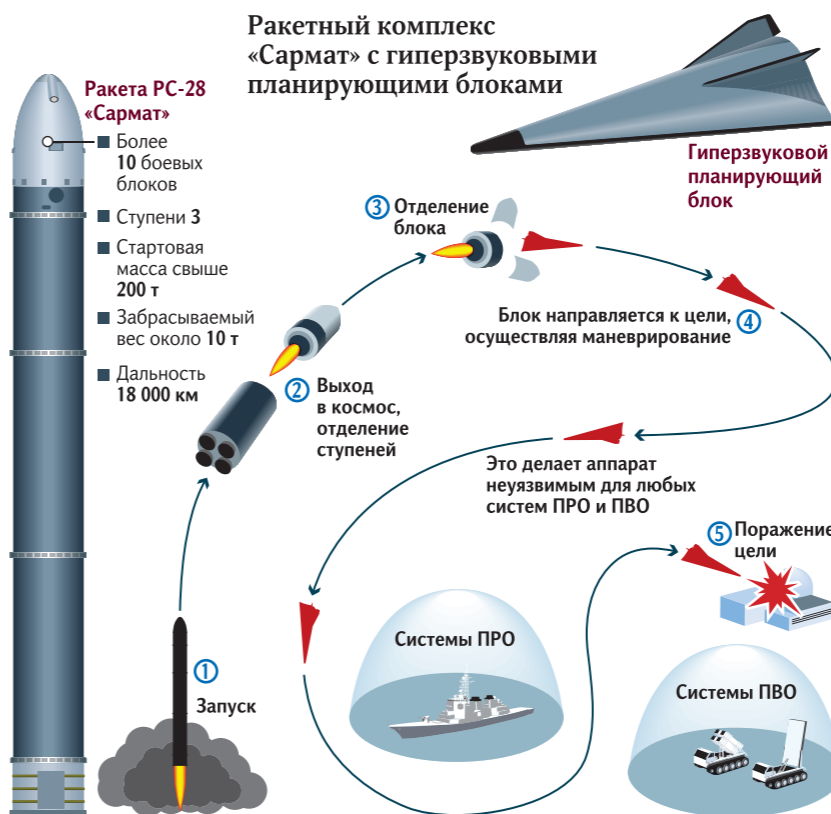 Ракетный комплекс
«Сармат» с гиперзвуковыми
планирующими блоками
Ракета РС-28
«Сармат»
Более
10 боевых
блоков
Ступени 3
Стартовая
масса свыше
200 т
Забрасываемый
вес около 10 т
Дальность
18 000 км
Гиперзвуковой
планирующий
блок
1
Запуск
2 Выход
в космос,
отделение
ступеней
3 Отделение
блока
Блок направляется к цели,
осуществляя маневрирование 4
Это делает аппарат
неуязвимым для любых
систем ПРО и ПВО
5 Поражение
цели
Системы ПРО
Системы ПВО